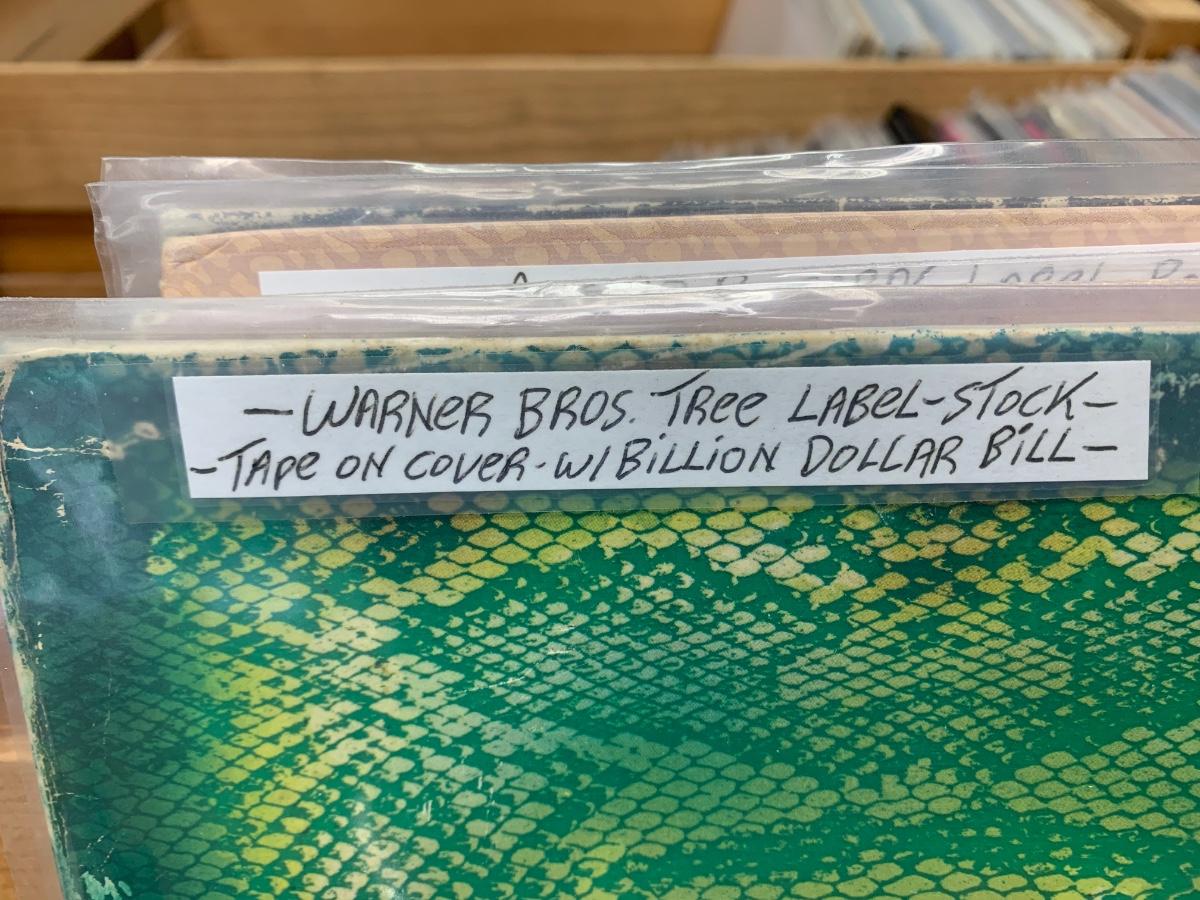 —WARNER BROS. TREE LABEL-STOCK-
-TAPE ON COVER-W/BILLION DOLLAR BILL-